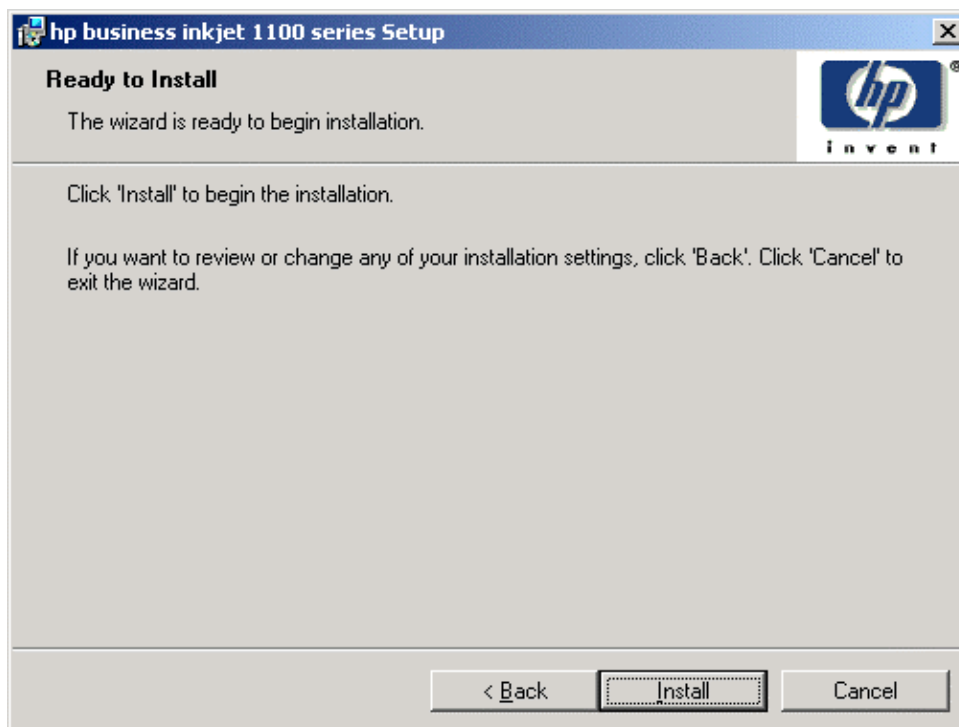 hp business inkjet 1100 series Setup
Ready to Install
The wizard is ready to begin installation.
hp
®
invent
Click 'Install' to begin the installation.
If you want to review or change any of your installation settings, click 'Back'. Click 'Cancel' to
exit the wizard.
< Back
Install
Cancel